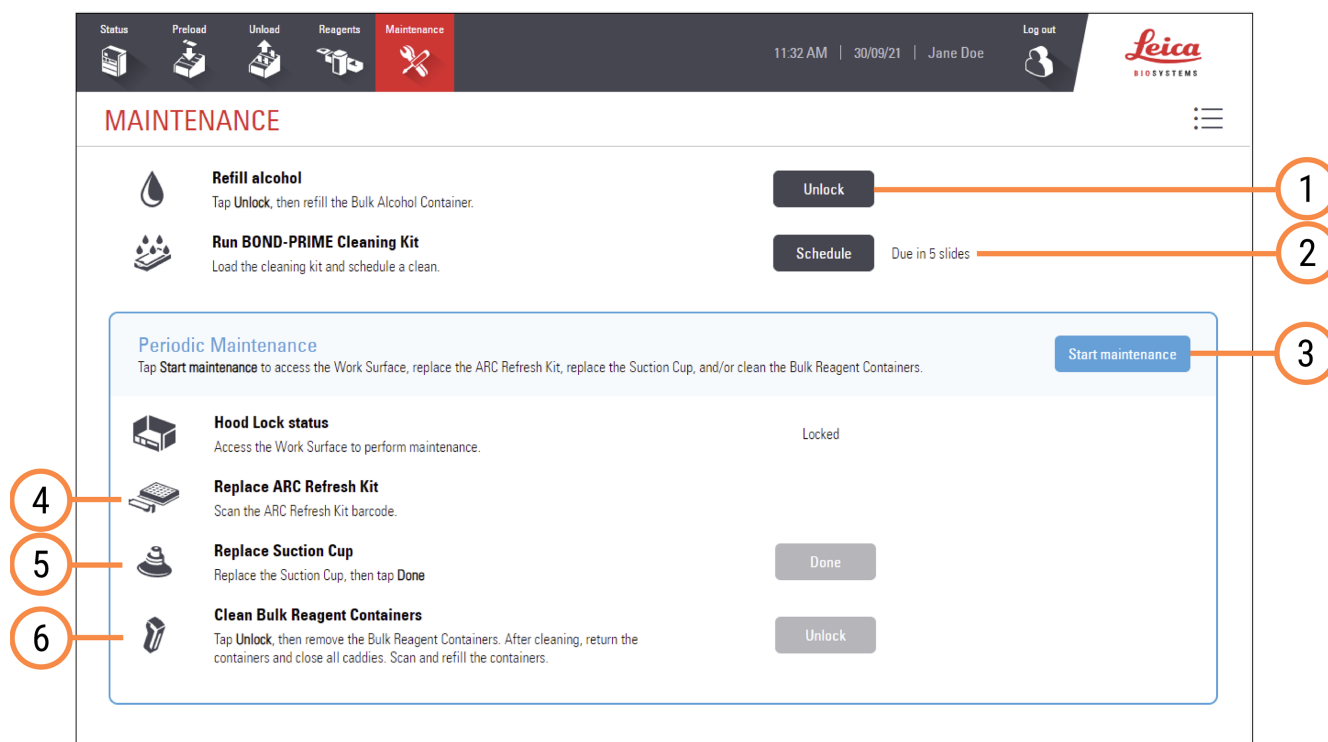 Status Preload Unload Reagents Maintenance Log out
11:32 AM | 30/09/21 | Jane Doe
Leica
BIOSYSTEMS
MAINTENANCE
Refill alcohol
Tap Unlock, then refill the Bulk Alcohol Container.
Unlock
1
Run BOND-PRIME Cleaning Kit
Load the cleaning kit and schedule a clean.
Schedule
Due in 5 slides
2
Periodic Maintenance
Tap Start maintenance to access the Work Surface, replace the ARC Refresh Kit, replace the Suction Cup, and/or clean the Bulk Reagent Containers.
Start maintenance
3
Hood Lock status
Access the Work Surface to perform maintenance.
Locked
4
Replace ARC Refresh Kit
Scan the ARC Refresh Kit barcode.
5
Replace Suction Cup
Replace the Suction Cup, then tap Done
Done
6
Clean Bulk Reagent Containers
Tap Unlock, then remove the Bulk Reagent Containers. After cleaning, return the
containers and close all caddies. Scan and refill the containers.
Unlock